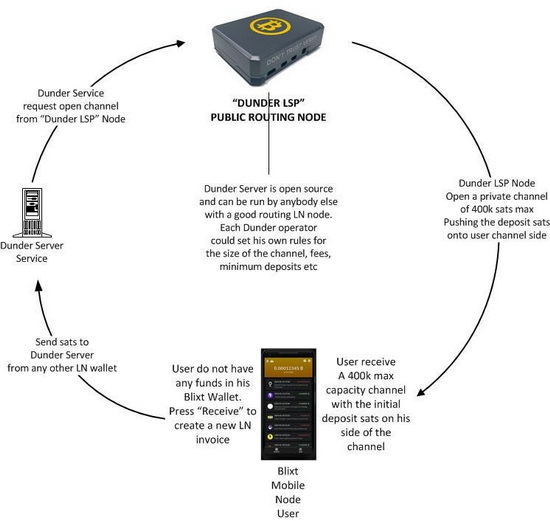 DON'T TRUST VERIFY
"DUNDER LSP"
PUBLIC ROUTING NODE
Dunder Service
request open channel
from "Dunder LSP" Node
Dunder LSP Node
Open a private channel
of 400k sats max
Pushing the deposit sats
onto user channel side
Dunder Server is open source
and can be run by anybody else
with a good routing LN node.
Each Dunder operator
could set his own rules for
the size of the channel, fees,
minimum deposits etc
Dunder Server
Service
Send sats to
Dunder Server
from any other LN wallet
User do not have
any funds in his
Blixt Wallet.
Press "Receive" to
create a new LN
invoice
0.00012345 ₿
User receive
A 400k max
capacity channel
with the initial
deposit sats on his
side of the
channel
Blixt
Mobile
Node
User